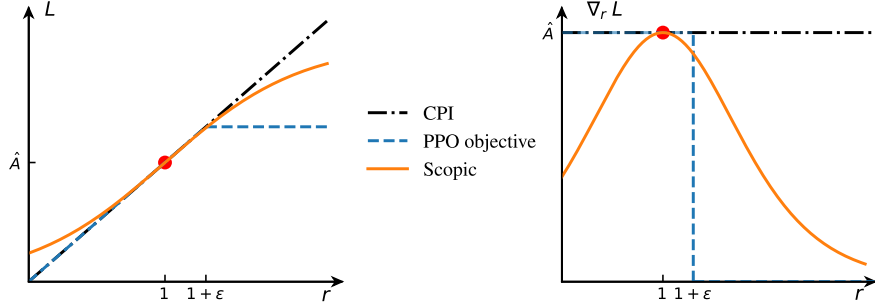 L
Â
1
1 + ε
r
CPI
PPO objective
Scopic
∇r L
Â
1
1 + ε
r